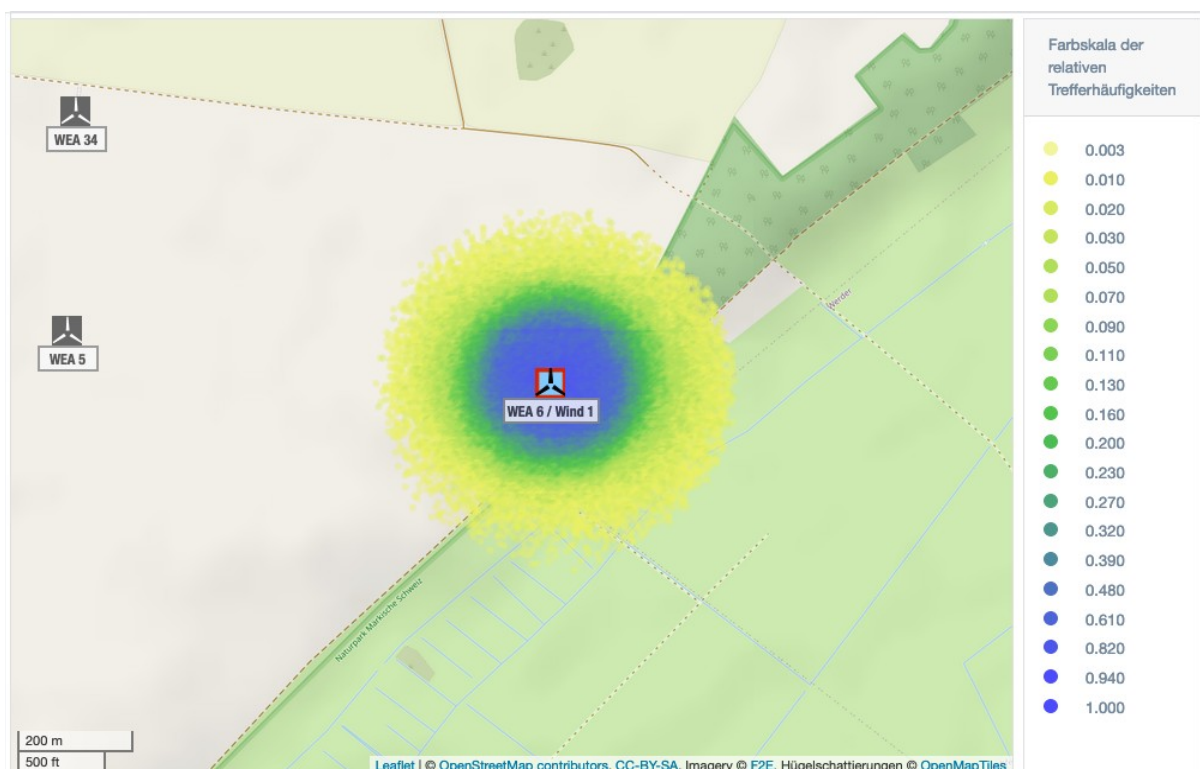 Farbskala der
relativen
Trefferhäufigkeiten
0.003
0.010
0.020
0.030
0.050
0.070
0.090
0.110
0.130
0.160
0.200
0.230
0.270
0.320
0.390
0.480
0.610
0.820
0.940
1.000
WEA 34
WEA 5
WEA 6 / Wind 1
Werder
Naturpark Märkische Schweiz
200 m
500 ft
Leaflet | © OpenStreetMap contributors, CC-BY-SA, Imagery © F2E, Hügelschattierungen © OpenMapTiles